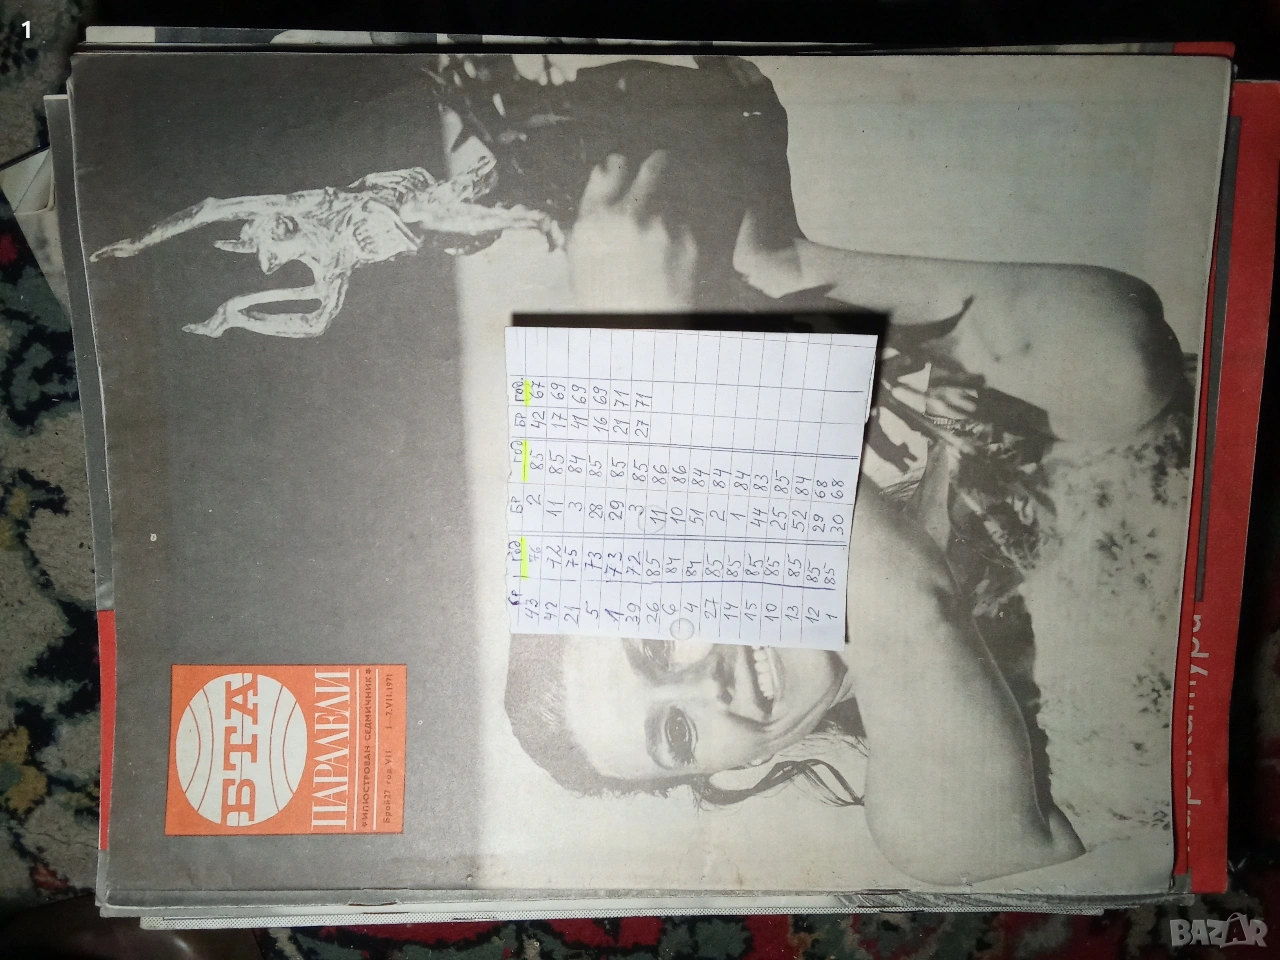 1
БТА
ПАРАЛЕЛИ
«ИЛЮСТРОВАН СЕДМИЧНИК»
Брой 27 год. VII 1—7.VII.1971
Бр год Бр год Бр год.
43 76 2 85 42 67
42 72 11 85 17 69
21 75 3 84 41 69
5 73 28 85 16 69
1 73 29 85 21 71
39 72 3 85 27 71
26 85 11 86
6 84 10 86
4 84 51 84
27 85 2 84
14 85 1 84
15 85 44 83
10 85 25 85
13 85 52 84
12 85 29 68
1 85 30 68
карикатура
BAZAR